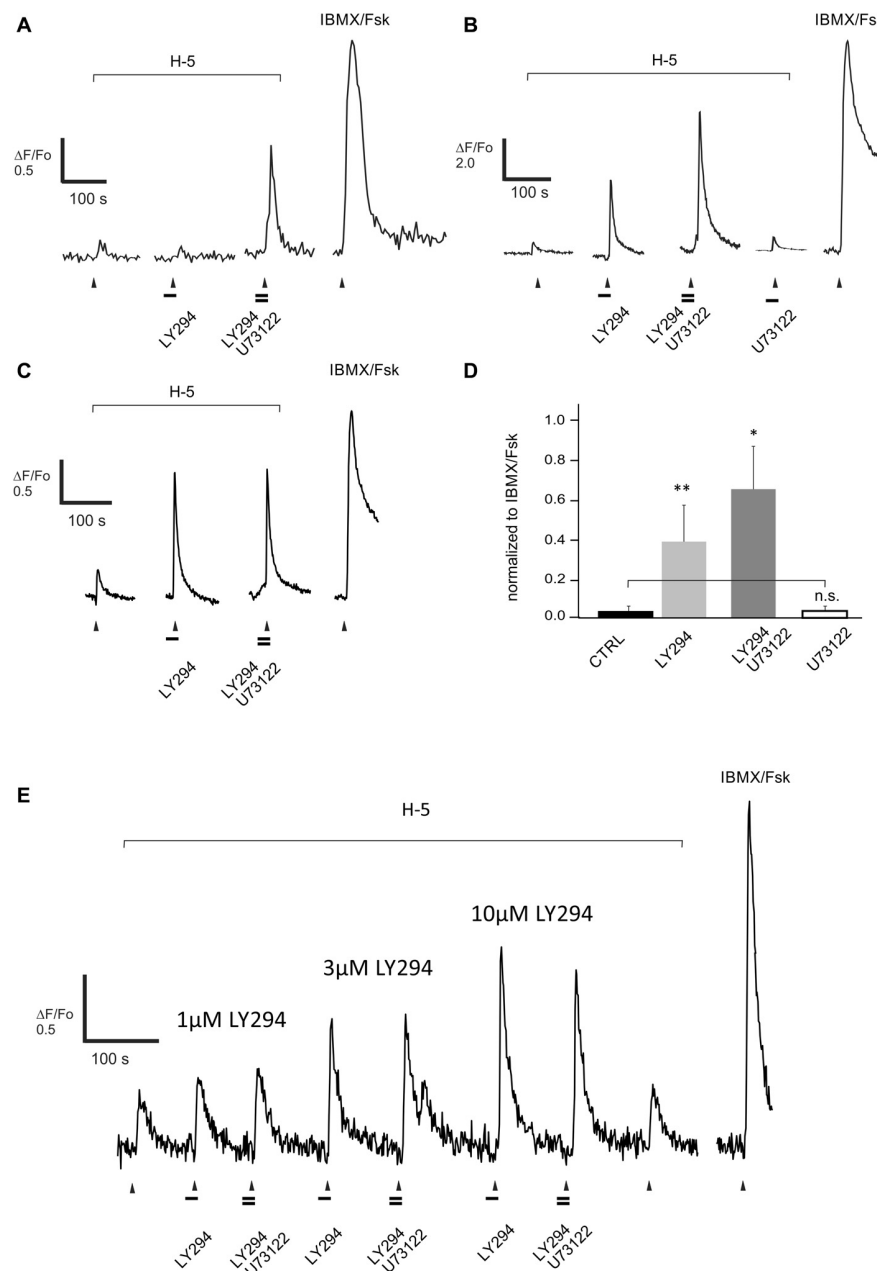 A
IBMX/Fsk
H-5
ΔF/Fo
0.5
100 s
LY294
LY294
U73122
B
IBMX/Fs
H-5
ΔF/Fo
2.0
100 s
LY294
LY294
U73122
U73122
C
IBMX/Fsk
H-5
ΔF/Fo
0.5
100 s
LY294
LY294
U73122
D
normalized to IBMX/Fsk
1.0
0.8
0.6
0.4
0.2
0.0
**
*
n.s.
CTRL
LY294
LY294
U73122
U73122
E
IBMX/Fsk
H-5
10μM LY294
3μM LY294
1μM LY294
ΔF/Fo
0.5
100 s
LY294
LY294
U73122
LY294
LY294
U73122
LY294
LY294
U73122